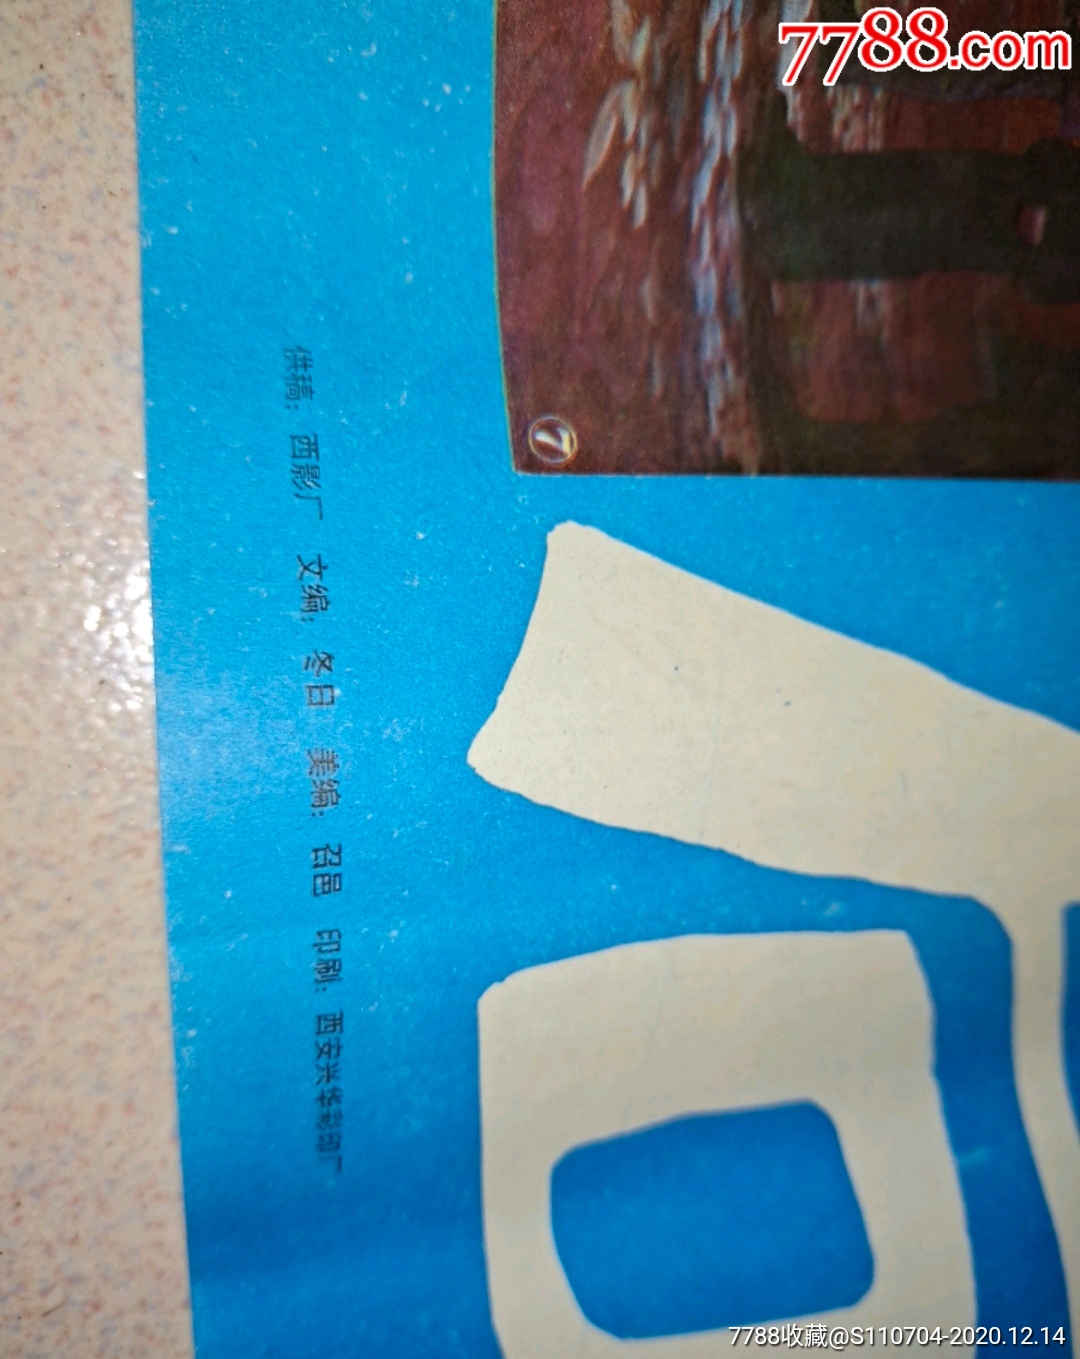 7788.com
⑦
供稿：西影厂 文编：冬日 美编：召邑 印刷：西安兴华彩印厂
7788收藏@S110704-2020.12.14